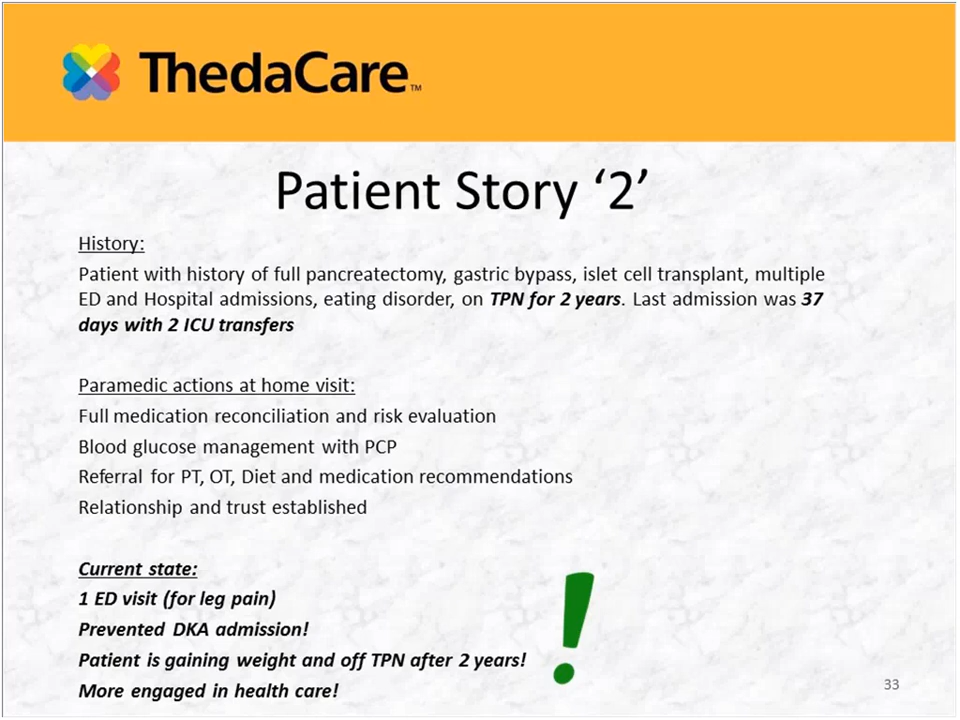 ThedaCare™
Patient Story ‘2’
History:
Patient with history of full pancreatectomy, gastric bypass, islet cell transplant, multiple
ED and Hospital admissions, eating disorder, on TPN for 2 years. Last admission was 37
days with 2 ICU transfers
Paramedic actions at home visit:
Full medication reconciliation and risk evaluation
Blood glucose management with PCP
Referral for PT, OT, Diet and medication recommendations
Relationship and trust established
Current state:
1 ED visit (for leg pain)
Prevented DKA admission!
Patient is gaining weight and off TPN after 2 years!
More engaged in health care!
!
33